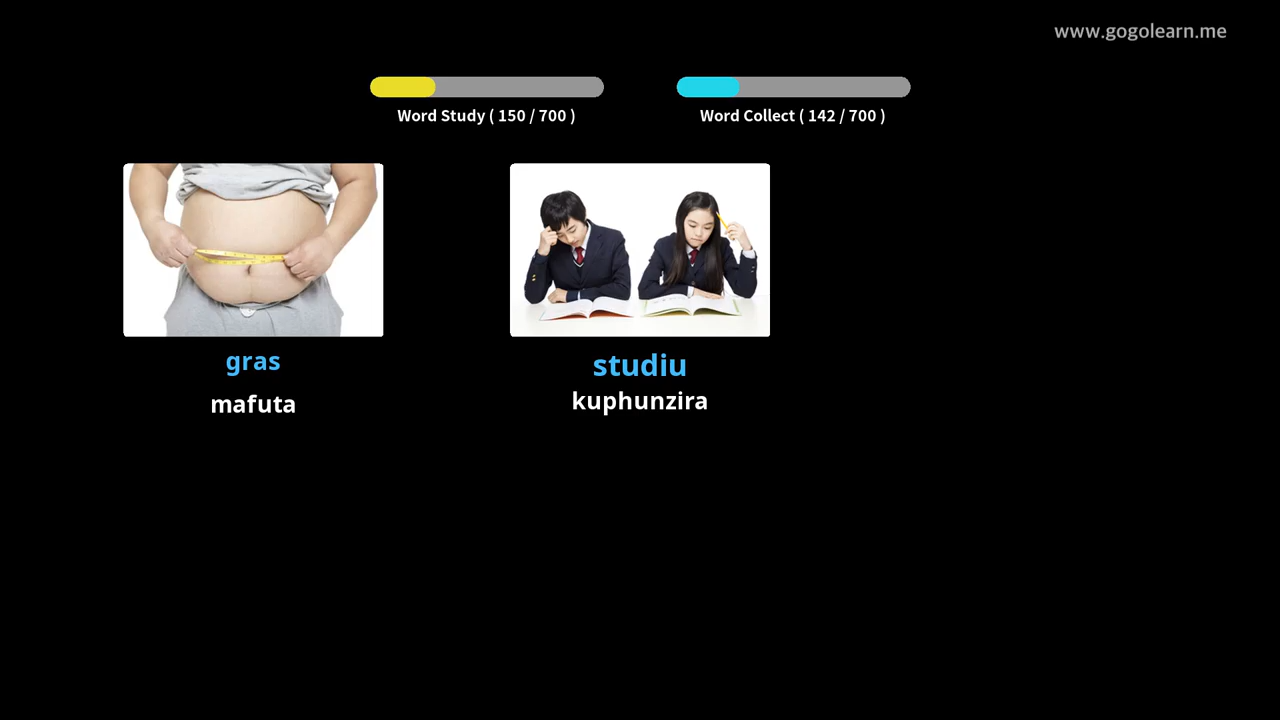 www.gogolearn.me
Word Study ( 150 / 700 )
Word Collect ( 142 / 700 )
gras
mafuta
studiu
kuphunzira